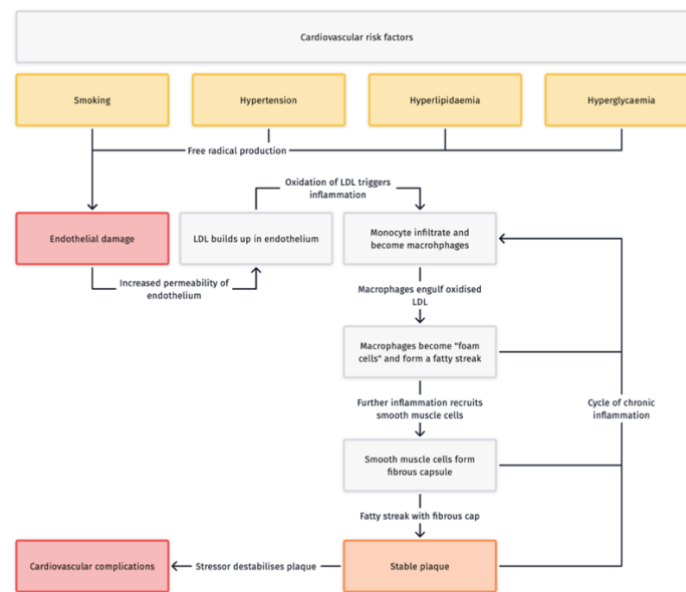 Cardiovascular risk factors
Smoking
Hypertension
Hyperlipidaemia
Hyperglycaemia
Free radical production
Oxidation of LDL triggers
inflammation
Endothelial damage
LDL builds up in endothelium
Monocyte infiltrate and
become macrohphages
Increased permeability of
endothelium
Macrophages engulf oxidised
LDL
Macrophages become "foam
cells" and form a fatty streak
Further inflammation recruits
smooth muscle cells
Cycle of chronic
inflammation
Smooth muscle cells form
fibrous capsule
Fatty streak with fibrous cap
Cardiovascular complications
Stressor destabilises plaque
Stable plaque